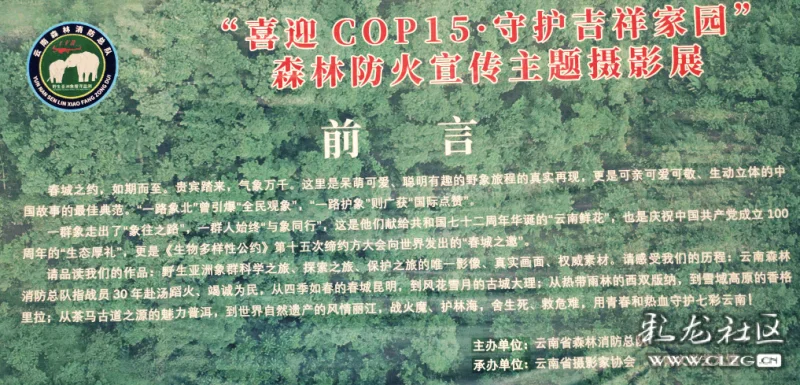 “喜迎 COP15·守护吉祥家园”
森林防火宣传主题摄影展
云南森林消防总队
YUN NAN SEN LIN XIAO FANG ZONG DUI
前 言
春城之约，如期而至。贵宾踏来，气象万千。这里是呆萌可爱、聪明有趣的野象旅程的真实再现，更是可亲可爱可敬、生动立体的中
国故事的最佳典范。“一路象北”曾引爆“全民观象”，“一路护象”则广获“国际点赞”。
一群象走出了“象往之路”，一群人始终“与象同行”，这是他们献给共和国七十二周年华诞的“云南鲜花”，也是庆祝中国共产党成立 100
周年的“生态厚礼”，更是《生物多样性公约》第十五次缔约方大会向世界发出的“春城之邀”。
请品读我们的作品：野生亚洲象群科学之旅、探索之旅、保护之旅的唯一影像、真实画面、权威素材，请感受我们的历程：云南森林
消防总队指战员 30 年赴汤蹈火，竭诚为民，从四季如春的春城昆明，到风花雪月的古城大理；从热带雨林的西双版纳，到雪域高原的香格
里拉；从茶马古道之源的魅力普洱，到世界自然遗产的风情丽江，战火魔、护林海，舍生死、救危难，用青春和热血守护七彩云南！
主办单位：云南省森林消防总队
承办单位：云南省摄影家协会
彩龙社区
WWW.CLZG.CN